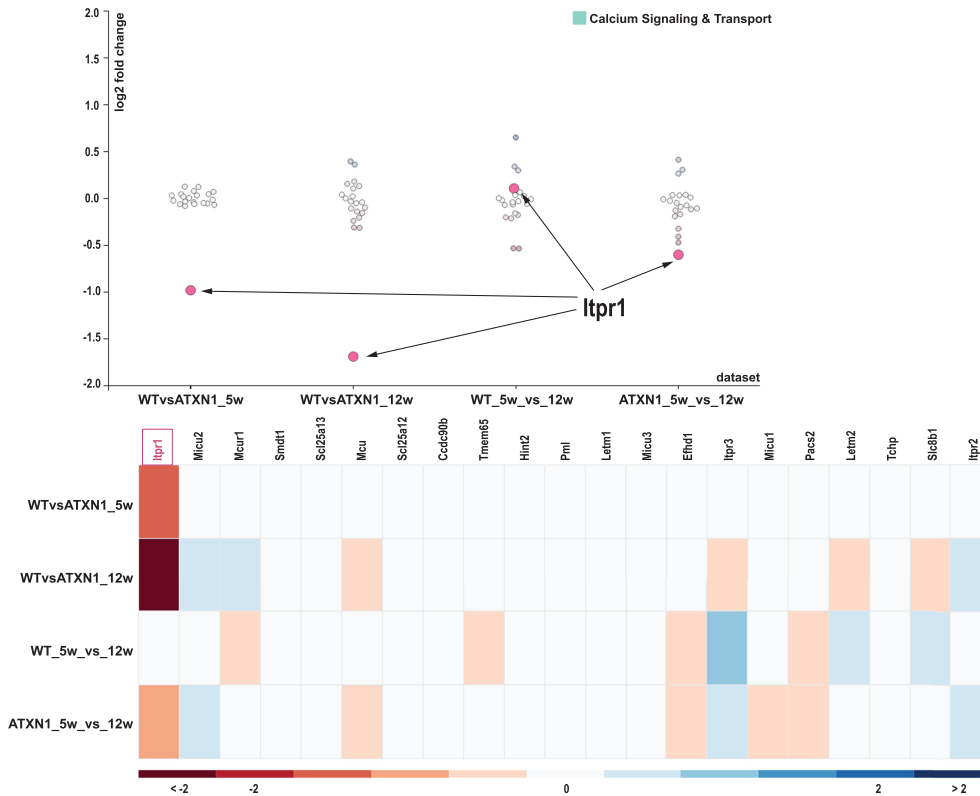 Calcium Signaling & Transport
log2 fold change
2.0
1.5
1.0
0.5
0.0
-0.5
-1.0
-1.5
-2.0
Itpr1
dataset
WTvsATXN1_5w WTvsATXN1_12w WT_5w_vs_12w ATXN1_5w_vs_12w
Itpr1 Micu2 Mcur1 Smdt1 Scl25a13 Mcu Scl25a12 Ccdc90b Tmem65 Hint2 Pml Letm1 Micu3 Efhd1 Itpr3 Micu1 Pacs2 Letm2 Tchp Slc8b1 Itpr2
WTvsATXN1_5w
WTvsATXN1_12w
WT_5w_vs_12w
ATXN1_5w_vs_12w
< -2 -2 0 2 > 2